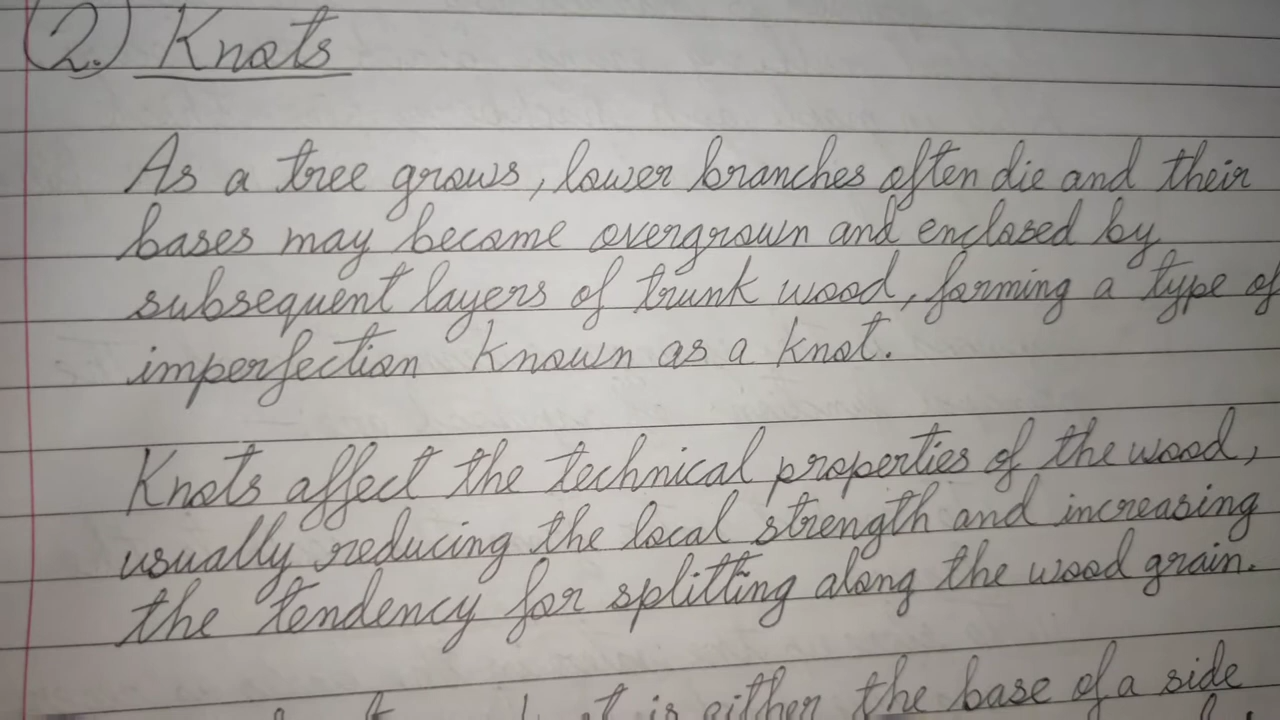 (2.) Knots
As a tree grows, lower branches often die and their
bases may become overgrown and enclosed by
subsequent layers of trunk wood, forming a type of
imperfection known as a knot.
Knots affect the technical properties of the wood,
usually reducing the local strength and increasing
the tendency for splitting along the wood grain.
is either the base of a side